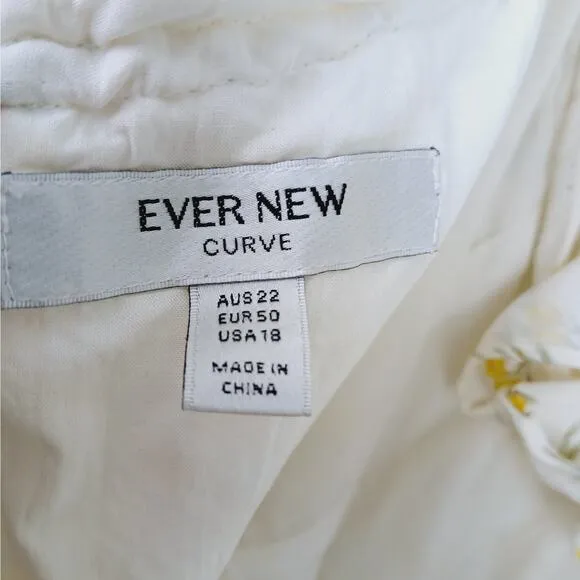 EVER NEW
CURVE
AUS 22
EUR 50
USA 18
MADE IN
CHINA